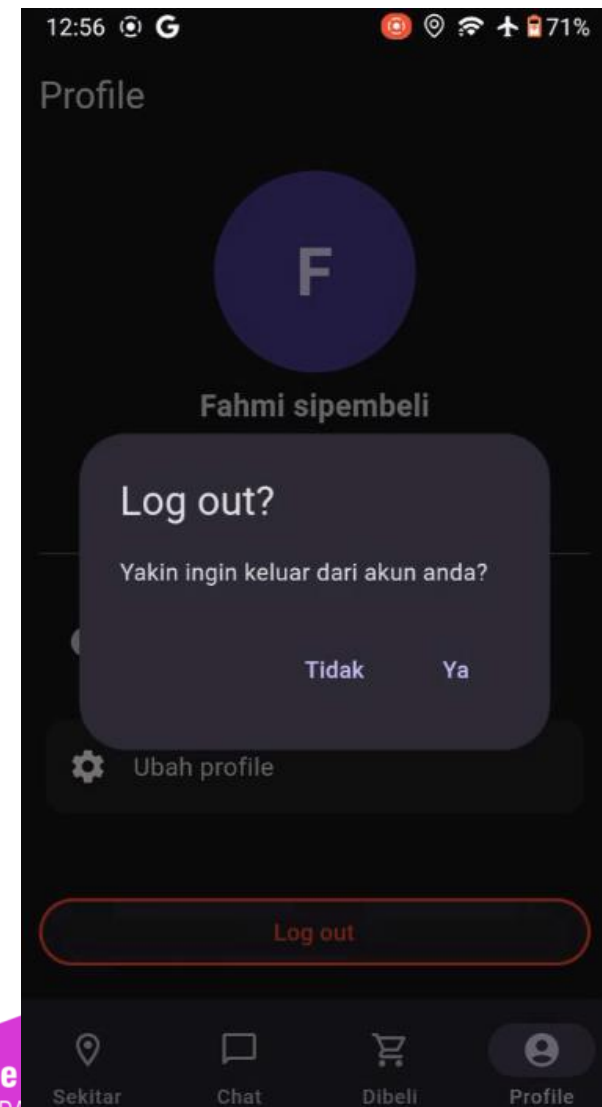 12:56 G 71%
Profile
F
Fahmi sipembeli
Log out?
Yakin ingin keluar dari akun anda?
Tidak Ya
Ubah profile
Log out
Sekitar Chat Dibeli Profile